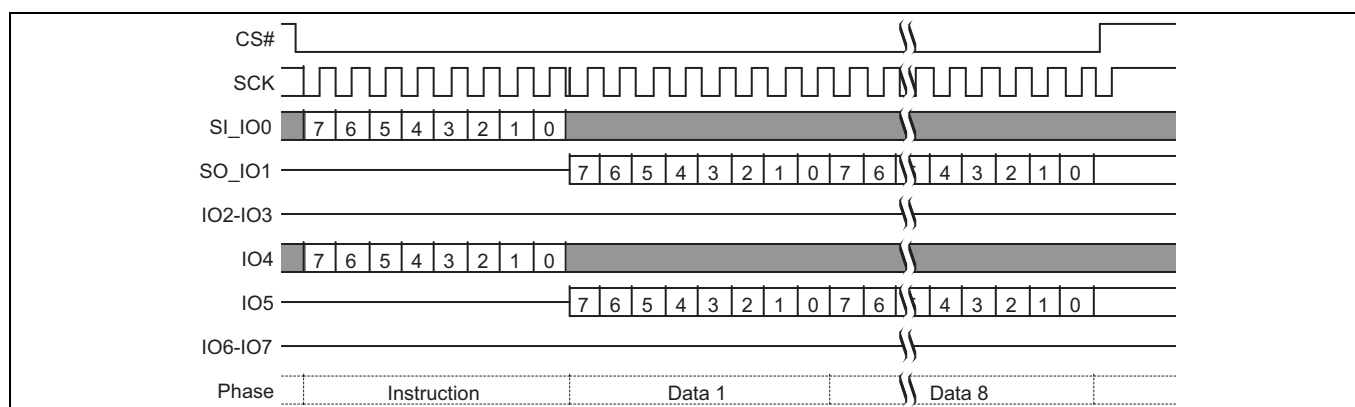 CS#
SCK
SI_IO0 7 6 5 4 3 2 1 0
SO_IO1 7 6 5 4 3 2 1 0 7 6 4 3 2 1 0
IO2-IO3
IO4 7 6 5 4 3 2 1 0
IO5 7 6 5 4 3 2 1 0 7 6 4 3 2 1 0
IO6-IO7
Phase Instruction Data 1 Data 8